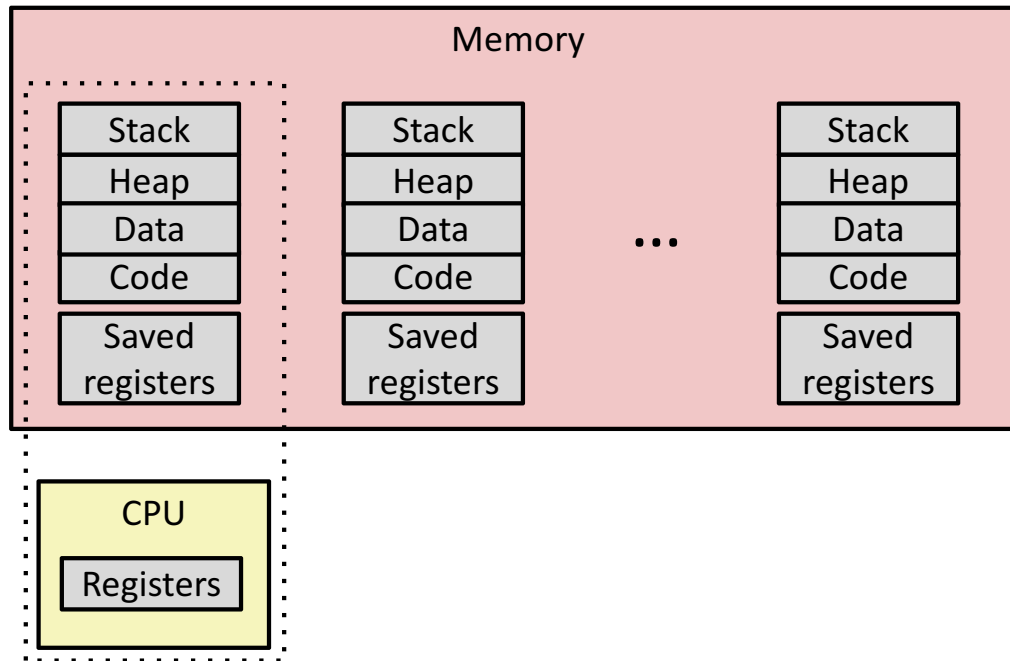 Memory
Stack
Heap
Data
Code
Saved
registers
Stack
Heap
Data
Code
Saved
registers
...
Stack
Heap
Data
Code
Saved
registers
CPU
Registers